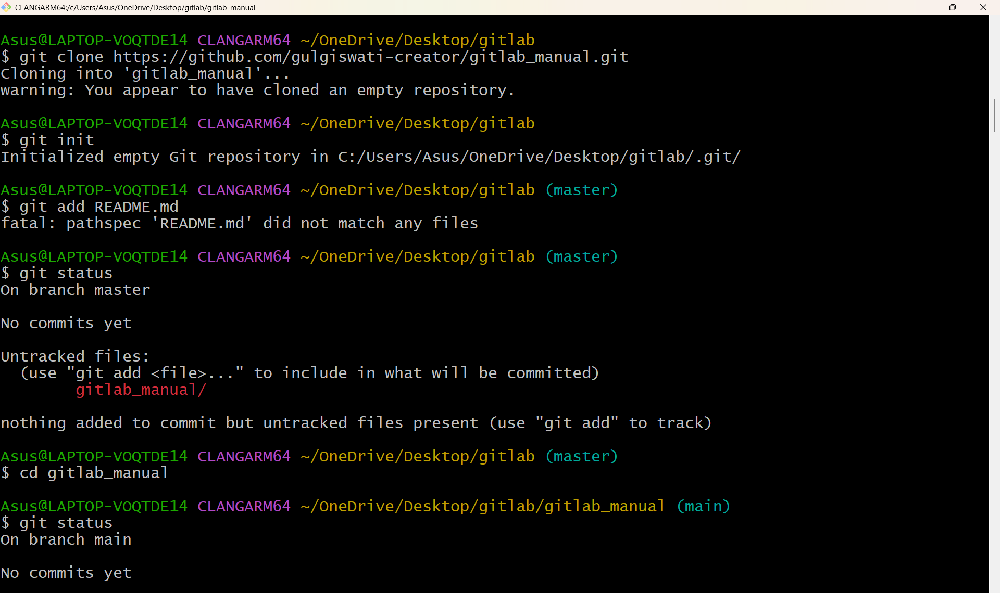 CLANGARM64:/c/Users/Asus/OneDrive/Desktop/gitlab/gitlab_manual
Asus@LAPTOP-VOQTDE14 CLANGARM64 ~/OneDrive/Desktop/gitlab
$ git clone https://github.com/gulgiswati-creator/gitlab_manual.git
Cloning into 'gitlab_manual'...
warning: You appear to have cloned an empty repository.
Asus@LAPTOP-VOQTDE14 CLANGARM64 ~/OneDrive/Desktop/gitlab
$ git init
Initialized empty Git repository in C:/Users/Asus/OneDrive/Desktop/gitlab/.git/
Asus@LAPTOP-VOQTDE14 CLANGARM64 ~/OneDrive/Desktop/gitlab (master)
$ git add README.md
fatal: pathspec 'README.md' did not match any files
Asus@LAPTOP-VOQTDE14 CLANGARM64 ~/OneDrive/Desktop/gitlab (master)
$ git status
On branch master
No commits yet
Untracked files:
  (use "git add <file>..." to include in what will be committed)
        gitlab_manual/
nothing added to commit but untracked files present (use "git add" to track)
Asus@LAPTOP-VOQTDE14 CLANGARM64 ~/OneDrive/Desktop/gitlab (master)
$ cd gitlab_manual
Asus@LAPTOP-VOQTDE14 CLANGARM64 ~/OneDrive/Desktop/gitlab/gitlab_manual (main)
$ git status
On branch main
No commits yet